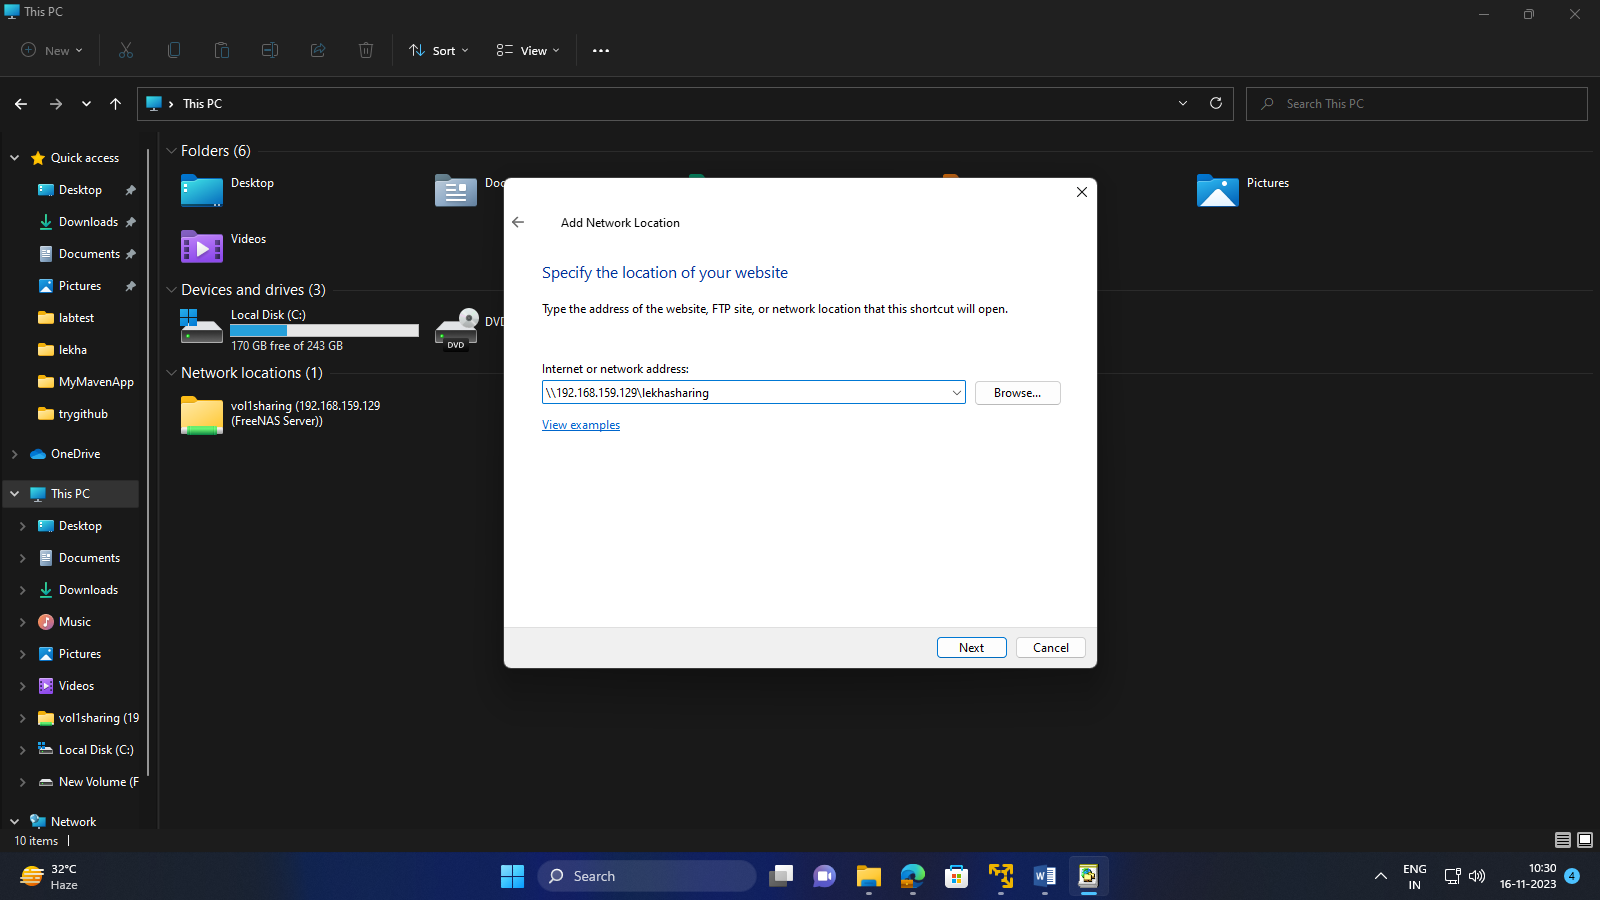 This PC
New
Sort
View
This PC
Search This PC
Quick access
Desktop
Downloads
Documents
Pictures
labtest
lekha
MyMavenApp
trygithub
OneDrive
This PC
Desktop
Documents
Downloads
Music
Pictures
Videos
vol1sharing (19
Local Disk (C:)
New Volume (F
Network
Folders (6)
Desktop
Doc
Pictures
Videos
Devices and drives (3)
Local Disk (C:)
170 GB free of 243 GB
DVD
DVD
Network locations (1)
vol1sharing (192.168.159.129
(FreeNAS Server))
Add Network Location
Specify the location of your website
Type the address of the website, FTP site, or network location that this shortcut will open.
Internet or network address:
\\192.168.159.129\lekhasharing
Browse...
View examples
Next
Cancel
10 items
32°C
Haze
Search
ENG
IN
10:30
16-11-2023
4